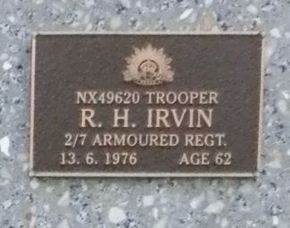 NX49620 TROOPER
R. H. IRVIN
2/7 ARMOURED REGT.
13. 6. 1976 AGE 62